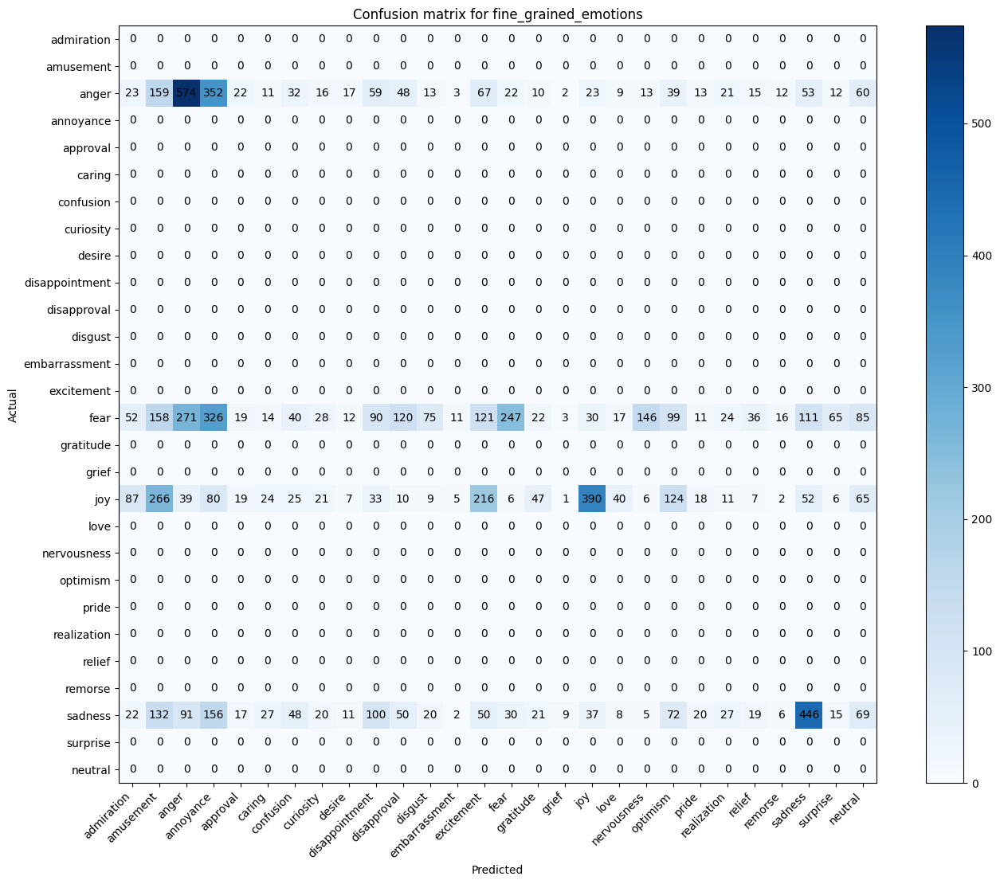 Confusion matrix for fine_grained_emotions
admiration 0 0 0 0 0 0 0 0 0 0 0 0 0 0 0 0 0 0 0 0 0 0 0 0 0 0 0 0
amusement 0 0 0 0 0 0 0 0 0 0 0 0 0 0 0 0 0 0 0 0 0 0 0 0 0 0 0 0
anger 23 159 574 352 22 11 32 16 17 59 48 13 3 67 22 10 2 23 9 13 39 13 21 15 12 53 12 60
annoyance 0 0 0 0 0 0 0 0 0 0 0 0 0 0 0 0 0 0 0 0 0 0 0 0 0 0 0 0
approval 0 0 0 0 0 0 0 0 0 0 0 0 0 0 0 0 0 0 0 0 0 0 0 0 0 0 0 0
caring 0 0 0 0 0 0 0 0 0 0 0 0 0 0 0 0 0 0 0 0 0 0 0 0 0 0 0 0
confusion 0 0 0 0 0 0 0 0 0 0 0 0 0 0 0 0 0 0 0 0 0 0 0 0 0 0 0 0
curiosity 0 0 0 0 0 0 0 0 0 0 0 0 0 0 0 0 0 0 0 0 0 0 0 0 0 0 0 0
desire 0 0 0 0 0 0 0 0 0 0 0 0 0 0 0 0 0 0 0 0 0 0 0 0 0 0 0 0
disappointment 0 0 0 0 0 0 0 0 0 0 0 0 0 0 0 0 0 0 0 0 0 0 0 0 0 0 0 0
disapproval 0 0 0 0 0 0 0 0 0 0 0 0 0 0 0 0 0 0 0 0 0 0 0 0 0 0 0 0
disgust 0 0 0 0 0 0 0 0 0 0 0 0 0 0 0 0 0 0 0 0 0 0 0 0 0 0 0 0
embarrassment 0 0 0 0 0 0 0 0 0 0 0 0 0 0 0 0 0 0 0 0 0 0 0 0 0 0 0 0
excitement 0 0 0 0 0 0 0 0 0 0 0 0 0 0 0 0 0 0 0 0 0 0 0 0 0 0 0 0
fear 52 158 271 326 19 14 40 28 12 90 120 75 11 121 247 22 3 30 17 146 99 11 24 36 16 111 65 85
gratitude 0 0 0 0 0 0 0 0 0 0 0 0 0 0 0 0 0 0 0 0 0 0 0 0 0 0 0 0
grief 0 0 0 0 0 0 0 0 0 0 0 0 0 0 0 0 0 0 0 0 0 0 0 0 0 0 0 0
joy 87 266 39 80 19 24 25 21 7 33 10 9 5 216 6 47 1 390 40 6 124 18 11 7 2 52 6 65
love 0 0 0 0 0 0 0 0 0 0 0 0 0 0 0 0 0 0 0 0 0 0 0 0 0 0 0 0
nervousness 0 0 0 0 0 0 0 0 0 0 0 0 0 0 0 0 0 0 0 0 0 0 0 0 0 0 0 0
optimism 0 0 0 0 0 0 0 0 0 0 0 0 0 0 0 0 0 0 0 0 0 0 0 0 0 0 0 0
pride 0 0 0 0 0 0 0 0 0 0 0 0 0 0 0 0 0 0 0 0 0 0 0 0 0 0 0 0
realization 0 0 0 0 0 0 0 0 0 0 0 0 0 0 0 0 0 0 0 0 0 0 0 0 0 0 0 0
relief 0 0 0 0 0 0 0 0 0 0 0 0 0 0 0 0 0 0 0 0 0 0 0 0 0 0 0 0
remorse 0 0 0 0 0 0 0 0 0 0 0 0 0 0 0 0 0 0 0 0 0 0 0 0 0 0 0 0
sadness 22 132 91 156 17 27 48 20 11 100 50 20 2 50 30 21 9 37 8 5 72 20 27 19 6 446 15 69
surprise 0 0 0 0 0 0 0 0 0 0 0 0 0 0 0 0 0 0 0 0 0 0 0 0 0 0 0 0
neutral 0 0 0 0 0 0 0 0 0 0 0 0 0 0 0 0 0 0 0 0 0 0 0 0 0 0 0 0
Actual
admiration
amusement
anger
annoyance
approval
caring
confusion
curiosity
desire
disappointment
disapproval
disgust
embarrassment
excitement
fear
gratitude
grief
joy
love
nervousness
optimism
pride
realization
relief
remorse
sadness
surprise
neutral
Predicted
500
400
300
200
100
0